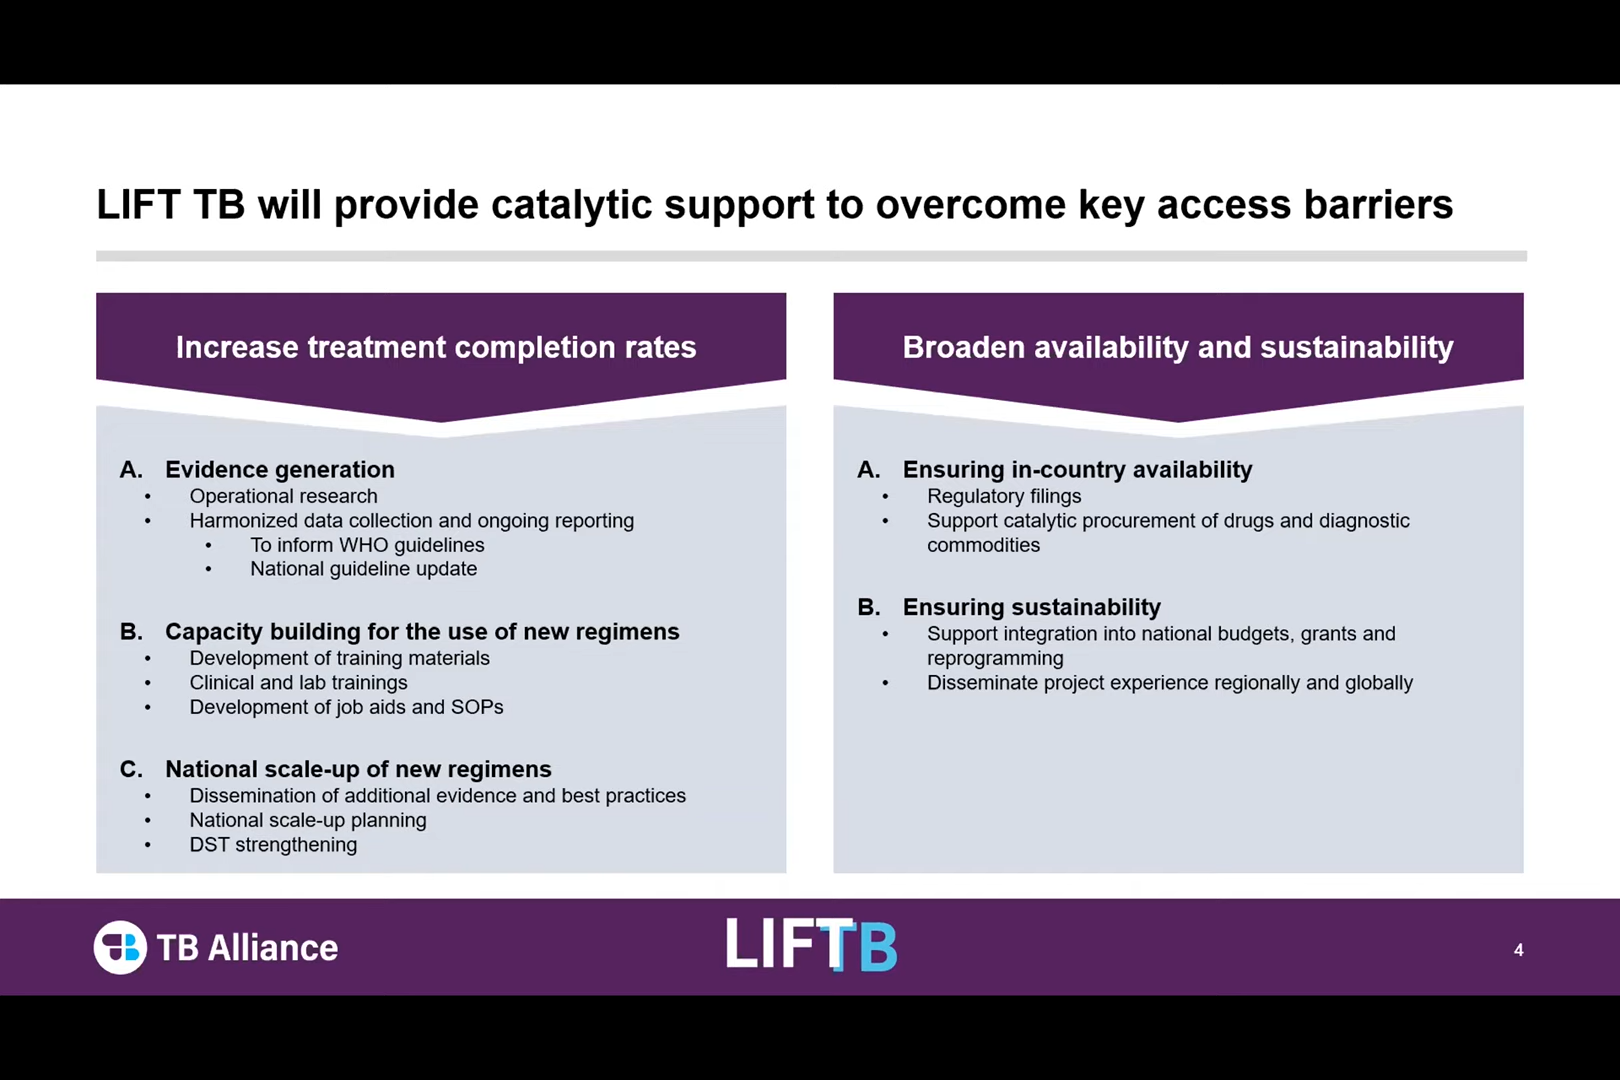 LIFT TB will provide catalytic support to overcome key access barriers
Increase treatment completion rates
A. Evidence generation
• Operational research
• Harmonized data collection and ongoing reporting
• To inform WHO guidelines
• National guideline update
B. Capacity building for the use of new regimens
• Development of training materials
• Clinical and lab trainings
• Development of job aids and SOPs
C. National scale-up of new regimens
• Dissemination of additional evidence and best practices
• National scale-up planning
• DST strengthening
Broaden availability and sustainability
A. Ensuring in-country availability
• Regulatory filings
• Support catalytic procurement of drugs and diagnostic
commodities
B. Ensuring sustainability
• Support integration into national budgets, grants and
reprogramming
• Disseminate project experience regionally and globally
TB Alliance
LIFTTB
4